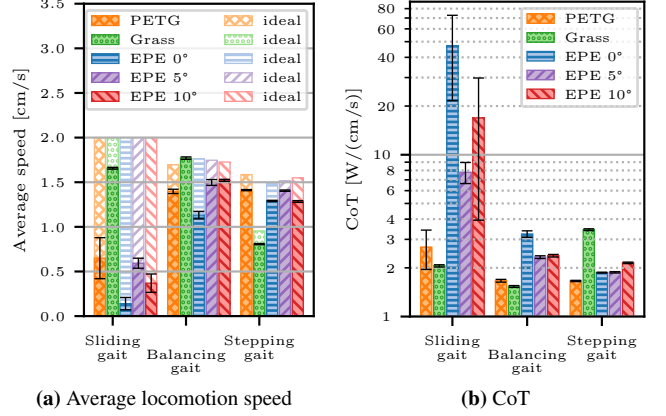 3.5
3.0
2.5
2.0
1.5
1.0
0.5
0.0
Average speed [cm/s]
PETG
Grass
EPE 0°
EPE 5°
EPE 10°
ideal
ideal
ideal
ideal
ideal
Sliding
gait
Balancing
gait
Stepping
gait
(a) Average locomotion speed
80
60
40
20
10
8
6
4
3
2
1
CoT [W/(cm/s)]
PETG
Grass
EPE 0°
EPE 5°
EPE 10°
Sliding
gait
Balancing
gait
Stepping
gait
(b) CoT